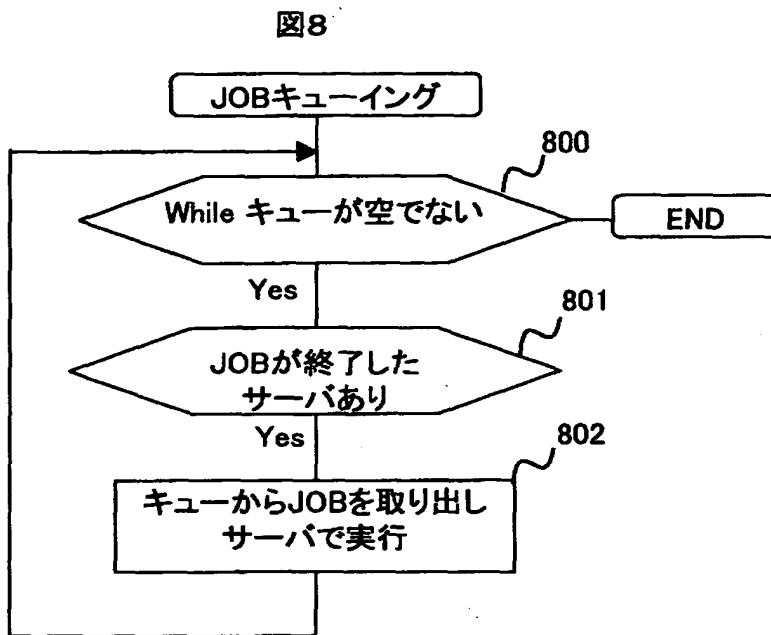 図8
JOBキューイング
800
While キューが空でない
END
Yes
801
JOBが終了した
サーバあり
Yes
802
キューからJOBを取り出し
サーバで実行